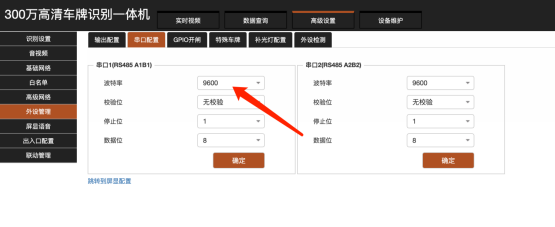 300万高清车牌识别一体机
实时视频 数据查询 高级设置 设备维护
识别设置
音视频
基础网络
白名单
高级网络
外设管理
屏显语音
出入口配置
联动管理
输出配置 串口配置 GPIO开闸 特殊车牌 补光灯配置 外设检测
串口1(RS485 A1B1)
波特率 9600
校验位 无校验
停止位 1
数据位 8
确定
串口2(RS485 A2B2)
波特率 9600
校验位 无校验
停止位 1
数据位 8
确定
跳转到屏显配置